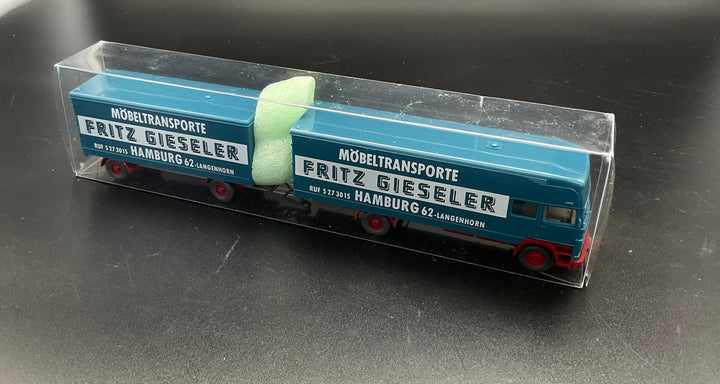 MÖBELTRANSPORTE
FRITZ GIESELER
RUF 5 27 30 15 HAMBURG 62-LANGENHORN
MÖBELTRANSPORTE
FRITZ GIESELER
RUF 5 27 30 15 HAMBURG 62-LANGENHORN